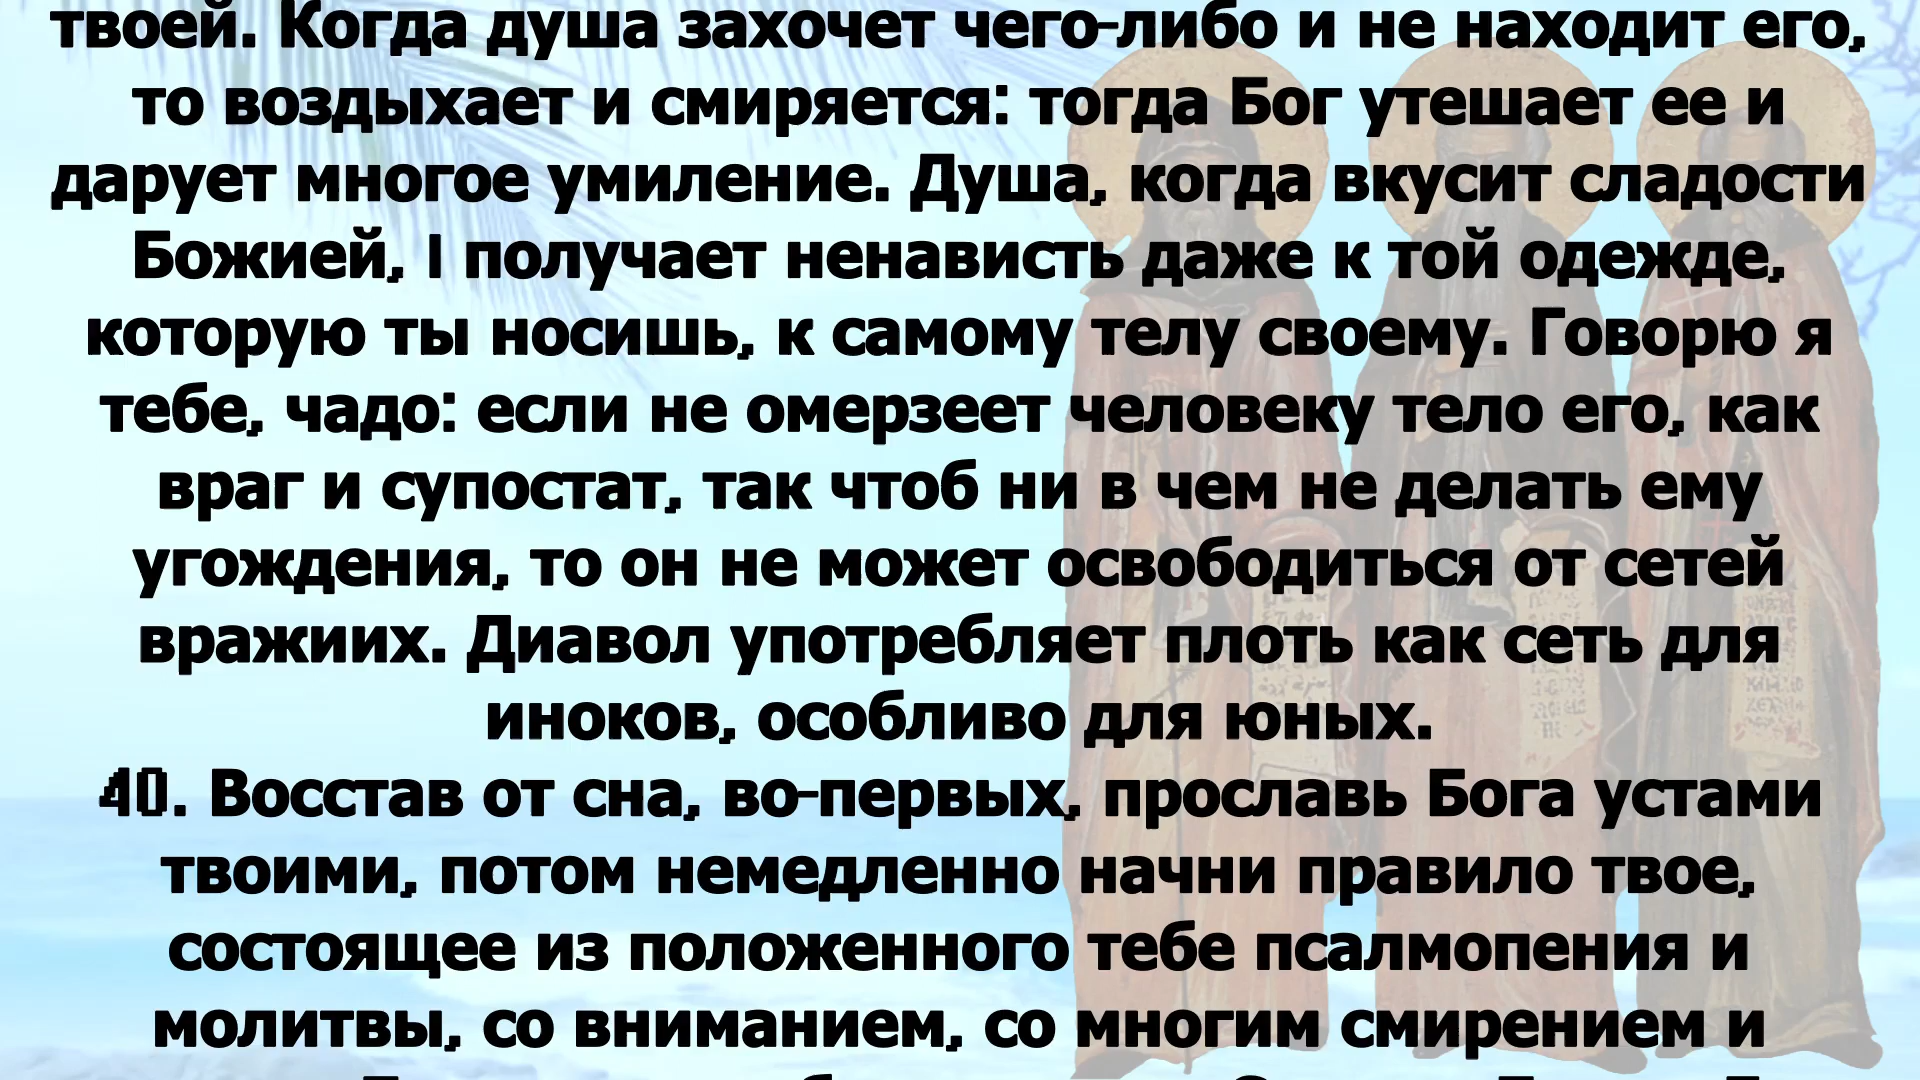 твоей. Когда душа захочет чего-либо и не находит его,
то воздыхает и смиряется: тогда Бог утешает ее и
дарует многое умиление. Душа, когда вкусит сладости
Божией, I получает ненависть даже к той одежде,
которую ты носишь, к самому телу своему. Говорю я
тебе, чадо: если не омерзеет человеку тело его, как
враг и супостат, так чтоб ни в чем не делать ему
угождения, то он не может освободиться от сетей
вражиих. Диавол употребляет плоть как сеть для
иноков, особливо для юных.
40. Восстав от сна, во-первых, прославь Бога устами
твоими, потом немедленно начни правило твое,
состоящее из положенного тебе псалмопения и
молитвы, со вниманием, со многим смирением и